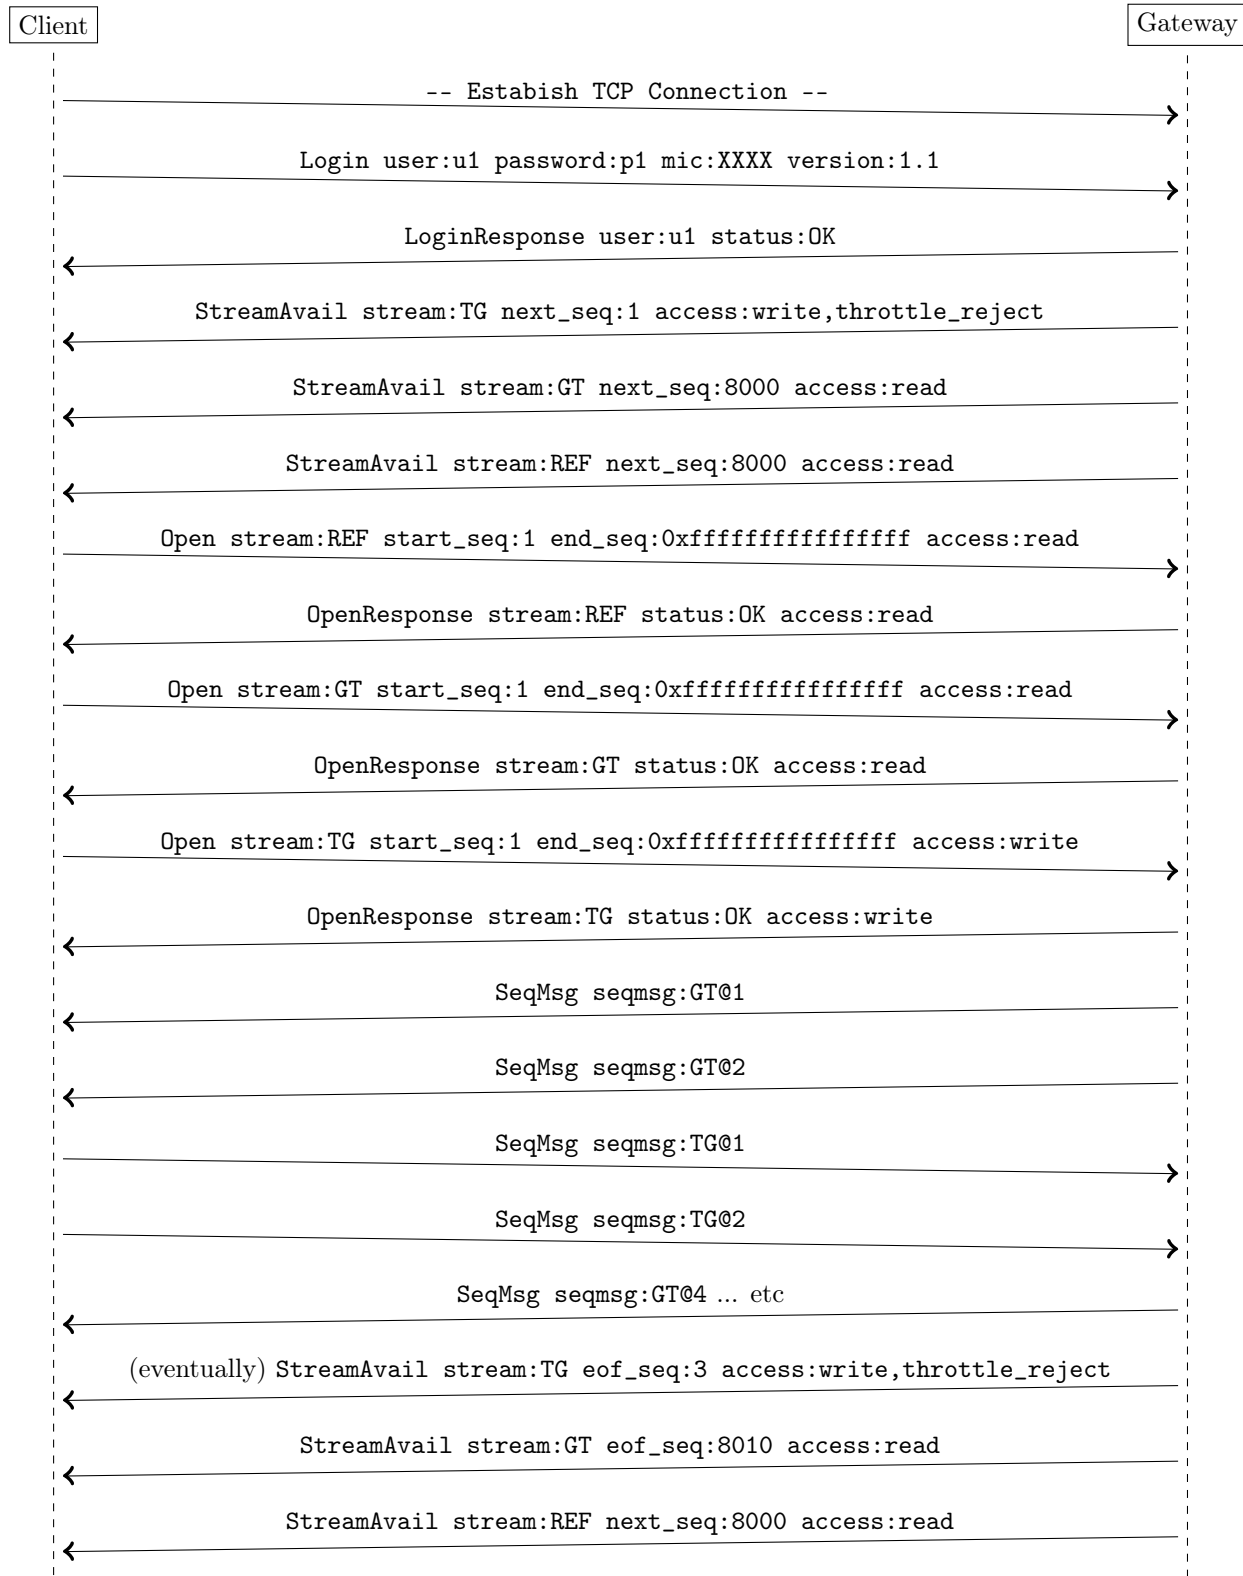 Client
Gateway
-- Estabish TCP Connection --
Login user:u1 password:p1 mic:XXXX version:1.1
LoginResponse user:u1 status:OK
StreamAvail stream:TG next_seq:1 access:write,throttle_reject
StreamAvail stream:GT next_seq:8000 access:read
StreamAvail stream:REF next_seq:8000 access:read
Open stream:REF start_seq:1 end_seq:0xffffffffffffffff access:read
OpenResponse stream:REF status:OK access:read
Open stream:GT start_seq:1 end_seq:0xffffffffffffffff access:read
OpenResponse stream:GT status:OK access:read
Open stream:TG start_seq:1 end_seq:0xffffffffffffffff access:write
OpenResponse stream:TG status:OK access:write
SeqMsg seqmsg:GT@1
SeqMsg seqmsg:GT@2
SeqMsg seqmsg:TG@1
SeqMsg seqmsg:TG@2
SeqMsg seqmsg:GT@4 ... etc
(eventually) StreamAvail stream:TG eof_seq:3 access:write,throttle_reject
StreamAvail stream:GT eof_seq:8010 access:read
StreamAvail stream:REF next_seq:8000 access:read